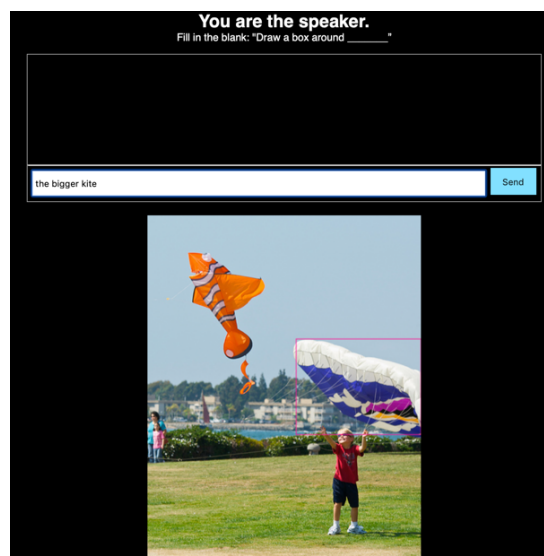 You are the speaker.
Fill in the blank: "Draw a box around ________"
the bigger kite
Send